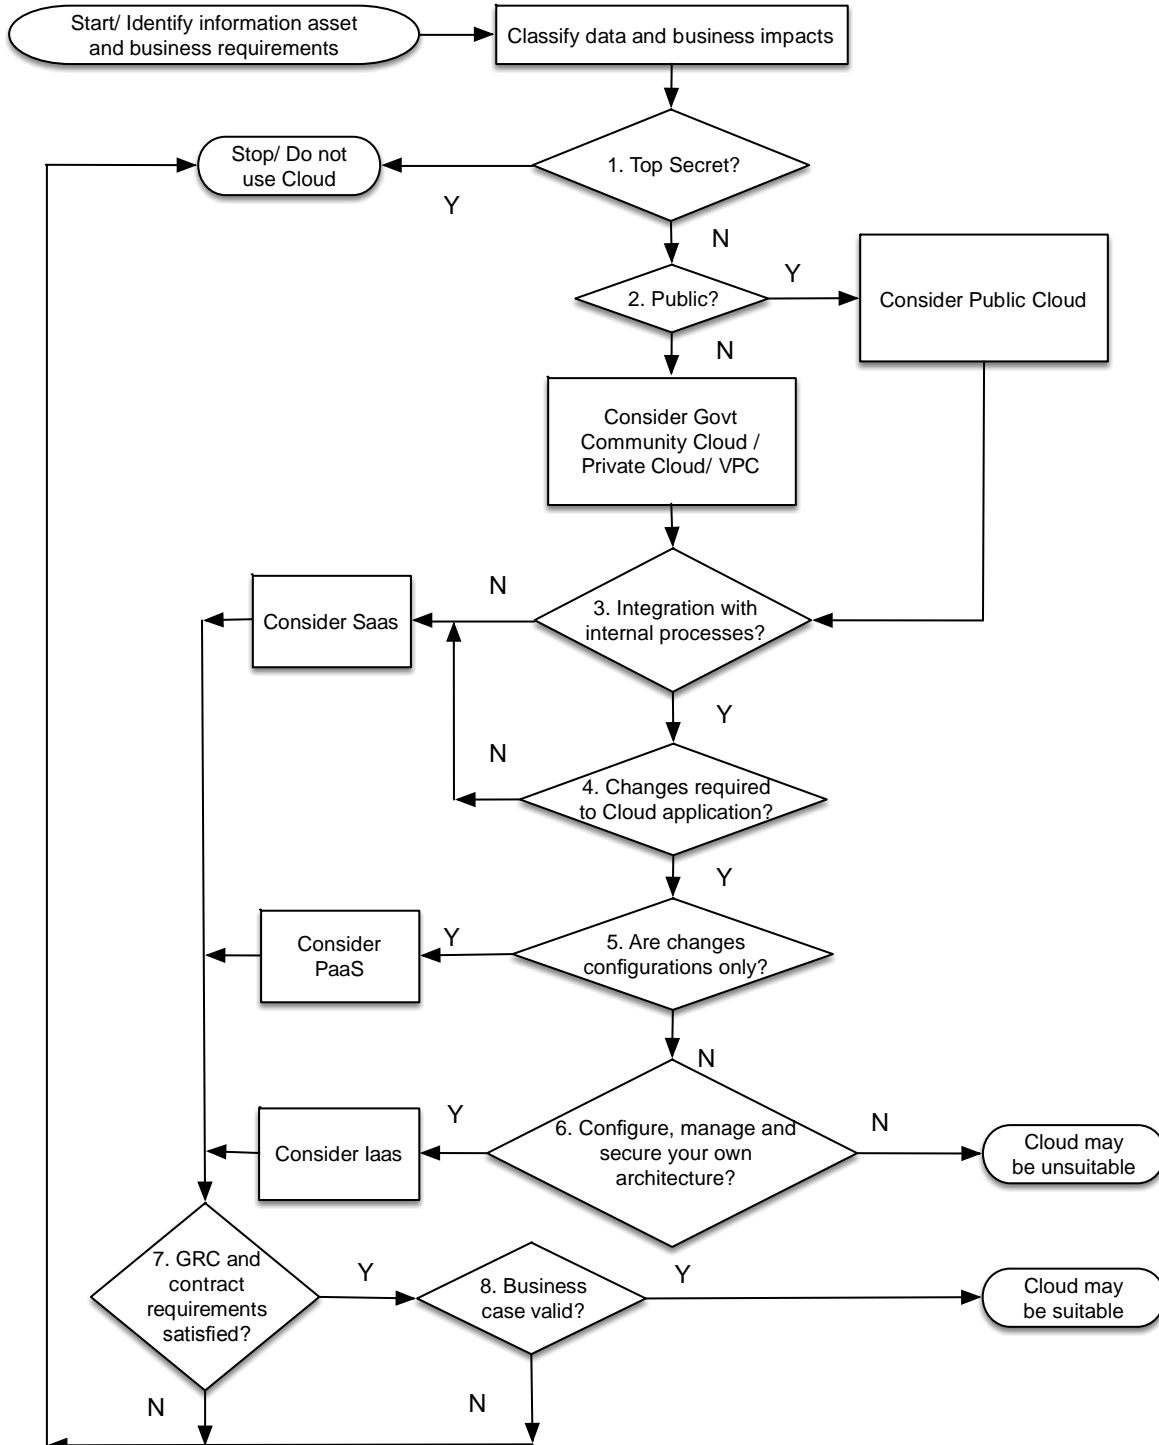 Start/ Identify information asset
and business requirements
Classify data and business impacts
Stop/ Do not
use Cloud
1. Top Secret?
Y
N
2. Public?
Y
Consider Public Cloud
N
Consider Govt
Community Cloud /
Private Cloud/ VPC
N
Consider Saas
3. Integration with
internal processes?
Y
N
4. Changes required
to Cloud application?
Y
Consider
PaaS
Y
5. Are changes
configurations only?
N
Y
Consider Iaas
6. Configure, manage and
secure your own
architecture?
N
Cloud may
be unsuitable
7. GRC and
contract
requirements
satisfied?
Y
8. Business
case valid?
Y
Cloud may
be suitable
N
N